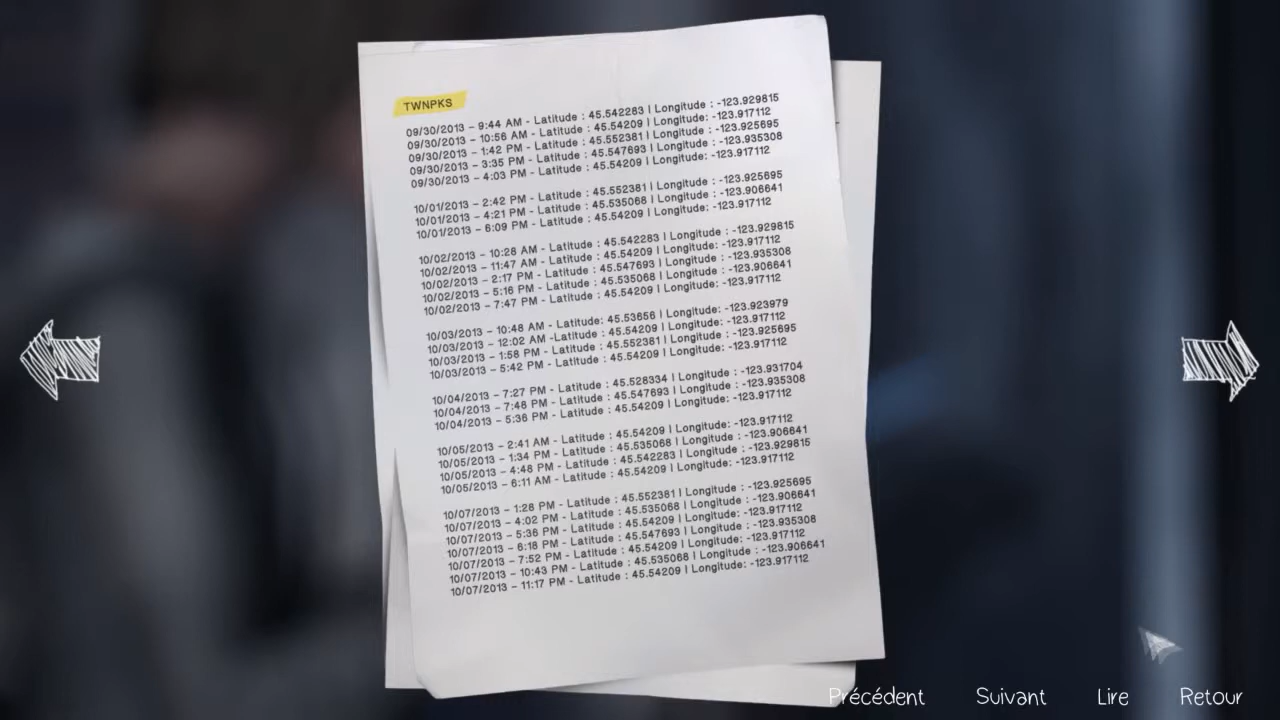 TWNPKS
09/30/2013 – 9:44 AM - Latitude : 45.542283 | Longitude : -123.929815
09/30/2013 – 10:56 AM - Latitude : 45.54209 | Longitude: -123.917112
09/30/2013 – 1:42 PM - Latitude : 45.552381 | Longitude : -123.925695
09/30/2013 – 3:35 PM - Latitude : 45.547693 | Longitude : -123.935308
09/30/2013 – 4:03 PM - Latitude : 45.54209 | Longitude: -123.917112
10/01/2013 – 2:42 PM - Latitude : 45.552381 | Longitude : -123.925695
10/01/2013 – 4:21 PM - Latitude : 45.535068 | Longitude : -123.906641
10/01/2013 – 6:09 PM - Latitude : 45.54209 | Longitude: -123.917112
10/02/2013 – 10:28 AM - Latitude : 45.542283 | Longitude : -123.929815
10/02/2013 – 11:47 AM - Latitude : 45.54209 | Longitude: -123.917112
10/02/2013 – 2:17 PM - Latitude : 45.547693 | Longitude : -123.935308
10/02/2013 – 5:16 PM - Latitude : 45.535068 | Longitude : -123.906641
10/02/2013 – 7:47 PM - Latitude : 45.54209 | Longitude: -123.917112
10/03/2013 – 10:48 AM - Latitude: 45.53656 | Longitude : -123.923979
10/03/2013 – 12:02 AM -Latitude : 45.54209 | Longitude: -123.917112
10/03/2013 – 1:58 PM - Latitude : 45.552381 | Longitude : -123.925695
10/03/2013 – 5:42 PM - Latitude : 45.54209 | Longitude: -123.917112
10/04/2013 – 7:27 PM - Latitude : 45.528334 | Longitude : -123.931704
10/04/2013 – 7:48 PM - Latitude : 45.547693 | Longitude : -123.935308
10/04/2013 – 5:36 PM - Latitude : 45.54209 | Longitude: -123.917112
10/05/2013 – 2:41 AM - Latitude : 45.54209 | Longitude: -123.917112
10/05/2013 – 1:34 PM - Latitude : 45.535068 | Longitude : -123.906641
10/05/2013 – 4:48 PM - Latitude : 45.542283 | Longitude : -123.929815
10/05/2013 – 6:11 AM - Latitude : 45.54209 | Longitude: -123.917112
10/07/2013 – 1:28 PM - Latitude : 45.552381 | Longitude : -123.925695
10/07/2013 – 4:02 PM - Latitude : 45.535068 | Longitude : -123.906641
10/07/2013 – 5:36 PM - Latitude : 45.54209 | Longitude: -123.917112
10/07/2013 – 6:18 PM - Latitude : 45.547693 | Longitude : -123.935308
10/07/2013 – 7:52 PM - Latitude : 45.54209 | Longitude: -123.917112
10/07/2013 – 10:43 PM - Latitude : 45.535068 | Longitude : -123.906641
10/07/2013 – 11:17 PM - Latitude : 45.54209 | Longitude: -123.917112
Précédent Suivant Lire Retour